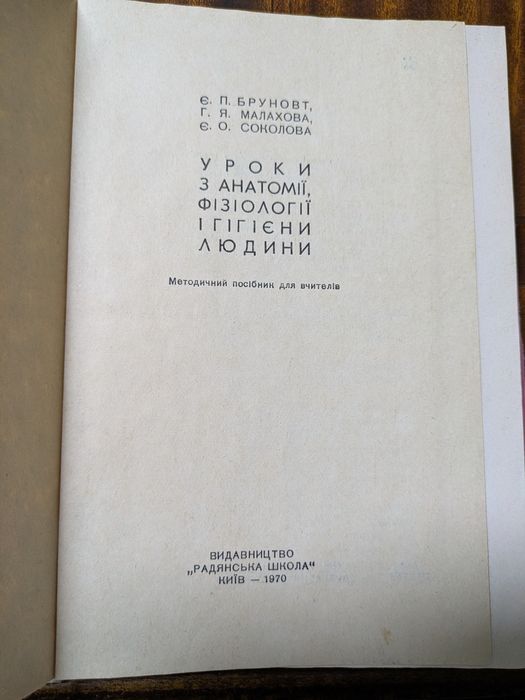 Є. П. БРУНОВТ,
Г. Я. МАЛАХОВА,
Є. О. СОКОЛОВА
УРОКИ
З АНАТОМІЇ,
ФІЗІОЛОГІЇ
І ГІГІЄНИ
ЛЮДИНИ
Методичний посібник для вчителів
ВИДАВНИЦТВО
„РАДЯНСЬКА ШКОЛА"
КИЇВ — 1970